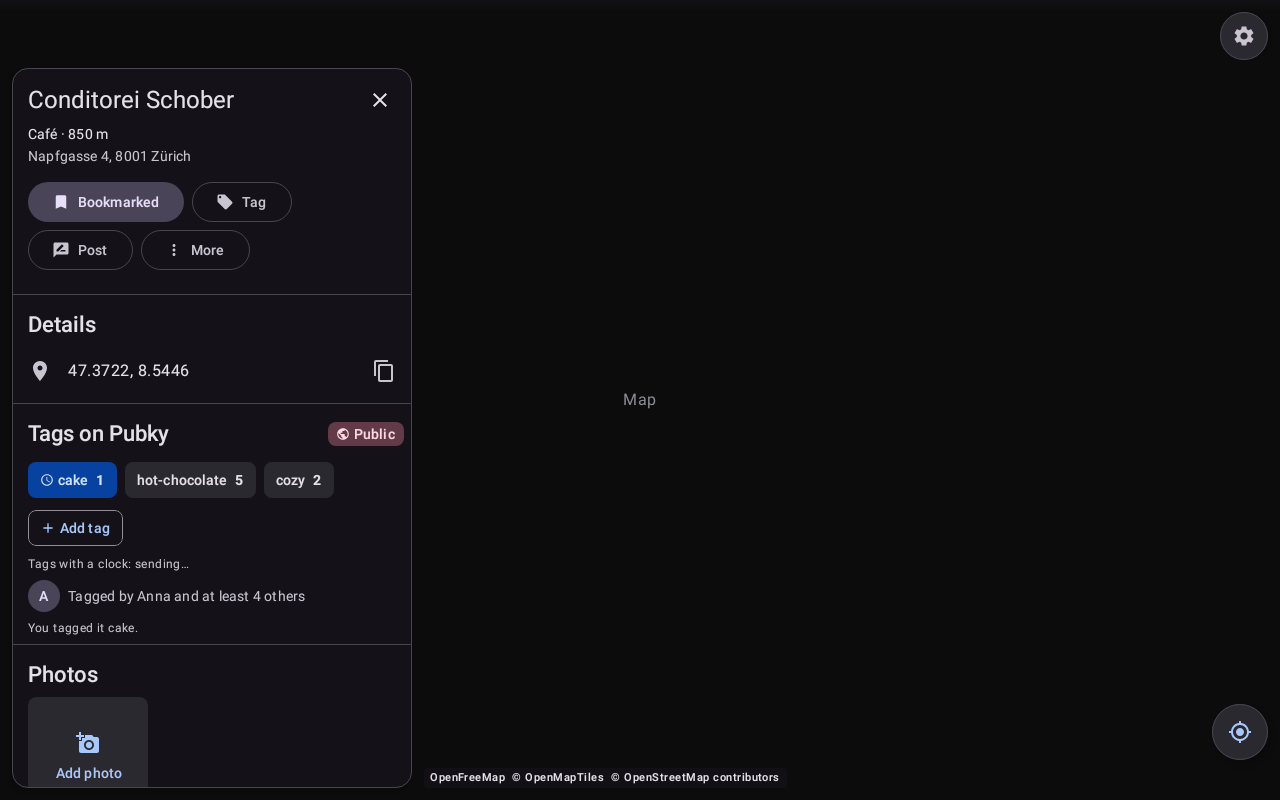 Conditorei Schober
Café · 850 m
Napfgasse 4, 8001 Zürich
Bookmarked
Tag
Post
More
Details
47.3722, 8.5446
Tags on Pubky
Public
cake 1
hot-chocolate 5
cozy 2
Add tag
Tags with a clock: sending…
A
Tagged by Anna and at least 4 others
You tagged it cake.
Photos
Add photo
Map
OpenFreeMap © OpenMapTiles © OpenStreetMap contributors